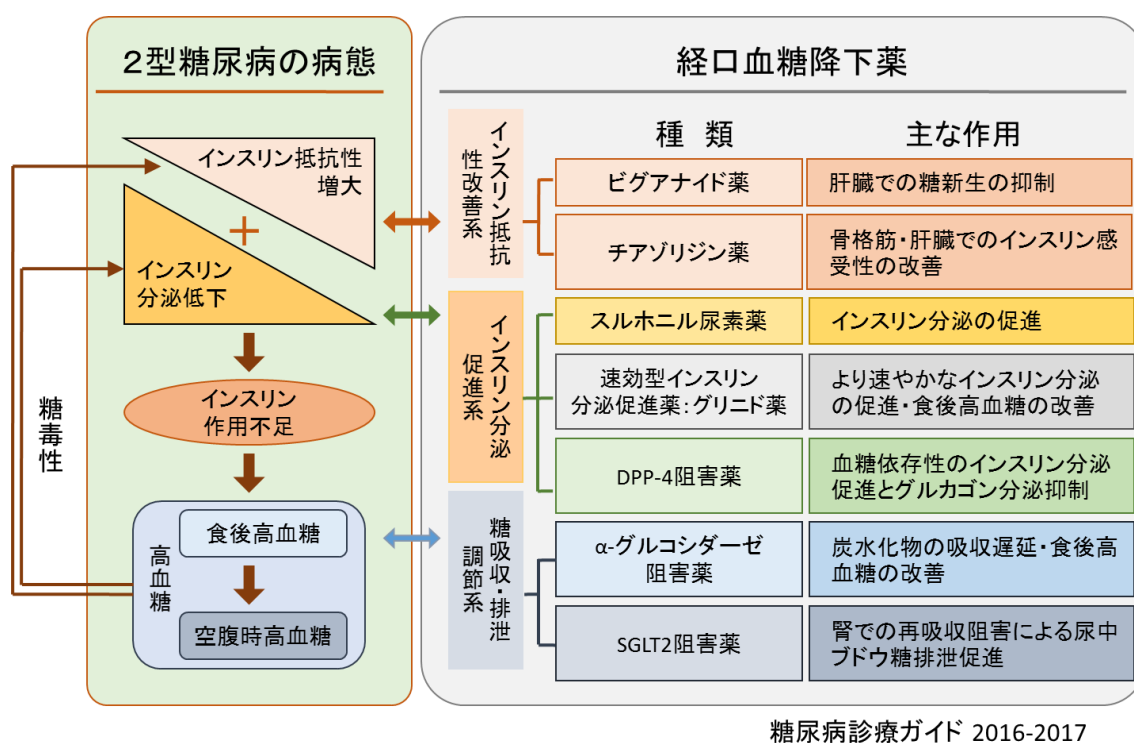 2型糖尿病の病態
インスリン抵抗性
増大
+
インスリン
分泌低下
インスリン
作用不足
高血糖
食後高血糖
空腹時高血糖
糖毒性
経口血糖降下薬
種 類
主な作用
インスリン抵抗
性改善系
ビグアナイド薬
肝臓での糖新生の抑制
チアゾリジン薬
骨格筋・肝臓でのインスリン感
受性の改善
インスリン分泌
促進系
スルホニル尿素薬
インスリン分泌の促進
速効型インスリン
分泌促進薬:グリニド薬
より速やかなインスリン分泌
の促進・食後高血糖の改善
DPP-4阻害薬
血糖依存性のインスリン分泌
促進とグルカゴン分泌抑制
糖吸収・排泄
調節系
α-グルコシダーゼ
阻害薬
炭水化物の吸収遅延・食後高
血糖の改善
SGLT2阻害薬
腎での再吸収阻害による尿中
ブドウ糖排泄促進
糖尿病診療ガイド 2016-2017